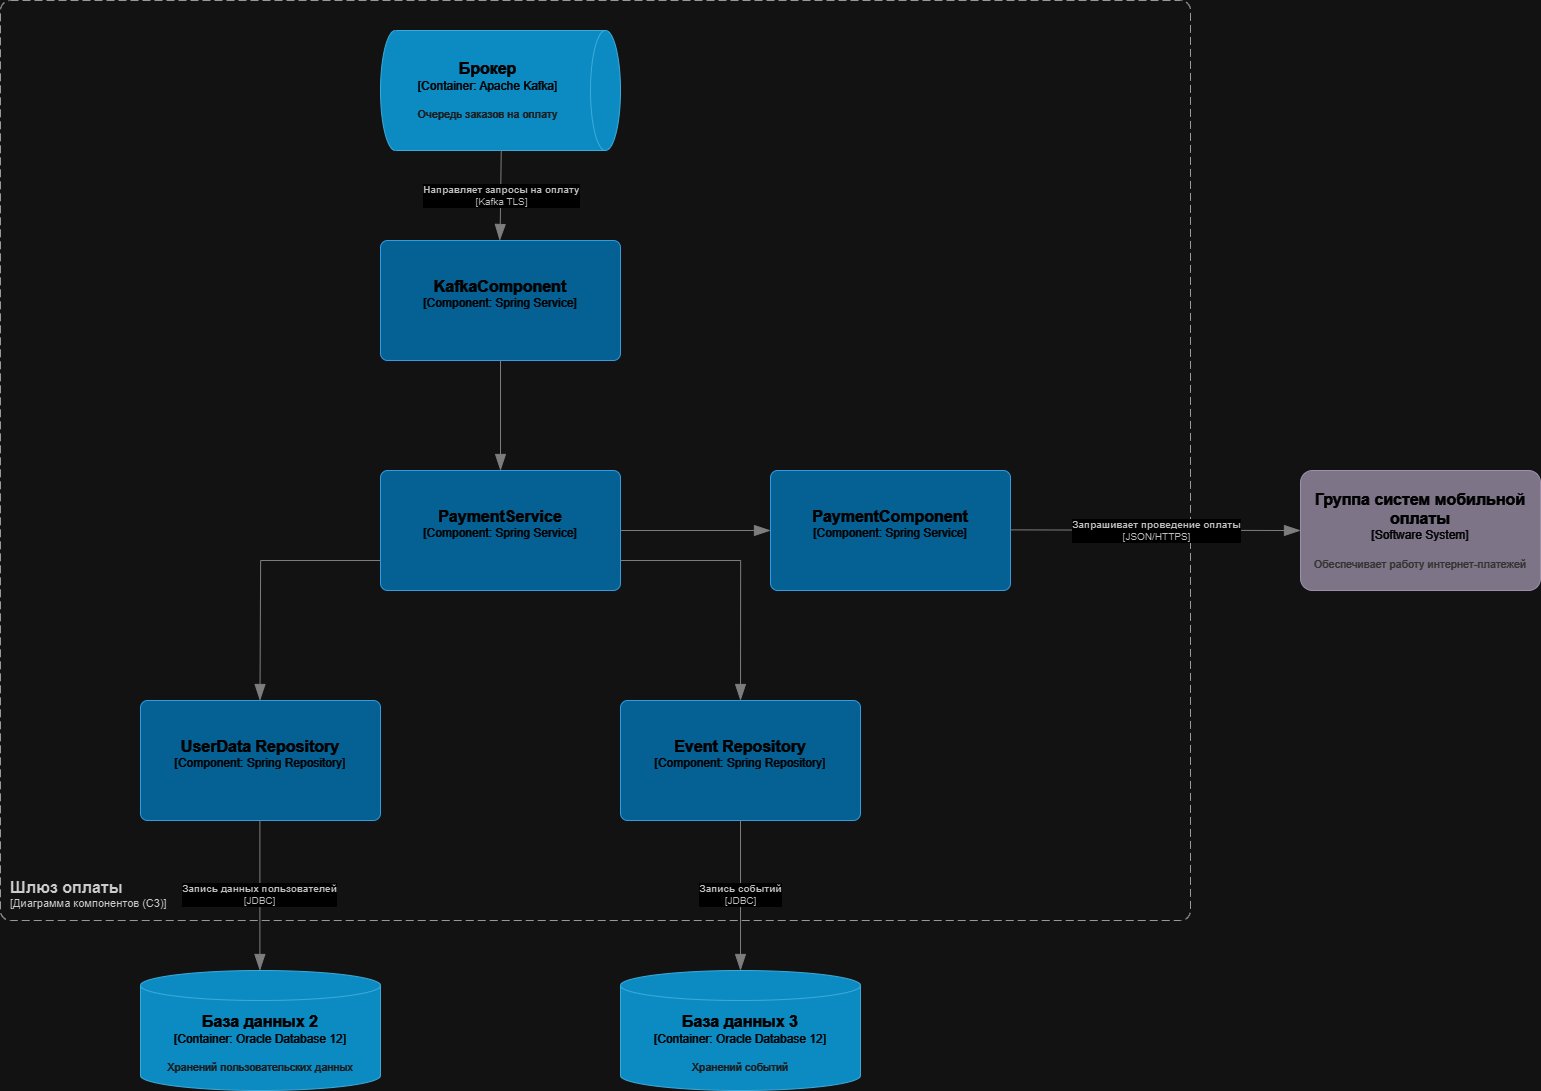 Брокер
[Container: Apache Kafka]
Очередь заказов на оплату
Направляет запросы на оплату
[Kafka TLS]
KafkaComponent
[Component: Spring Service]
PaymentService
[Component: Spring Service]
PaymentComponent
[Component: Spring Service]
Запрашивает проведение оплаты
[JSON/HTTPS]
Группа систем мобильной
оплаты
[Software System]
Обеспечивает работу интернет-платежей
UserData Repository
[Component: Spring Repository]
Event Repository
[Component: Spring Repository]
Шлюз оплаты
[Диаграмма компонентов (C3)]
Запись данных пользователей
[JDBC]
Запись событий
[JDBC]
База данных 2
[Container: Oracle Database 12]
Хранений пользовательских данных
База данных 3
[Container: Oracle Database 12]
Хранений событий